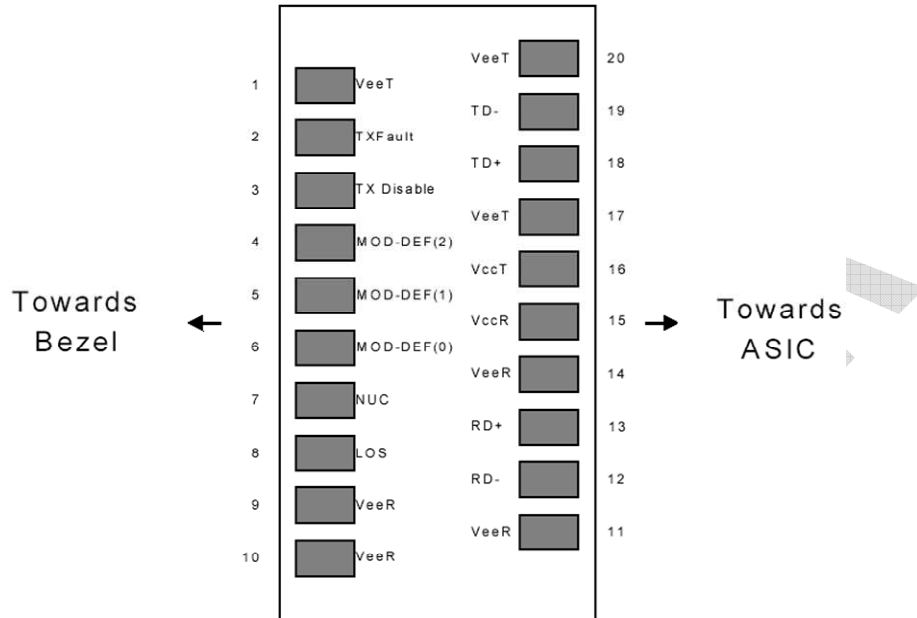 VeeT 20
1 VeeT
TD- 19
2 TXFault
TD+ 18
3 TX Disable
VeeT 17
4 MOD-DEF(2)
VccT 16
5 MOD-DEF(1)
Towards
Bezel
VccR 15
Towards
ASIC
6 MOD-DEF(0)
VeeR 14
7 NUC
RD+ 13
8 LOS
RD- 12
9 VeeR
VeeR 11
10 VeeR